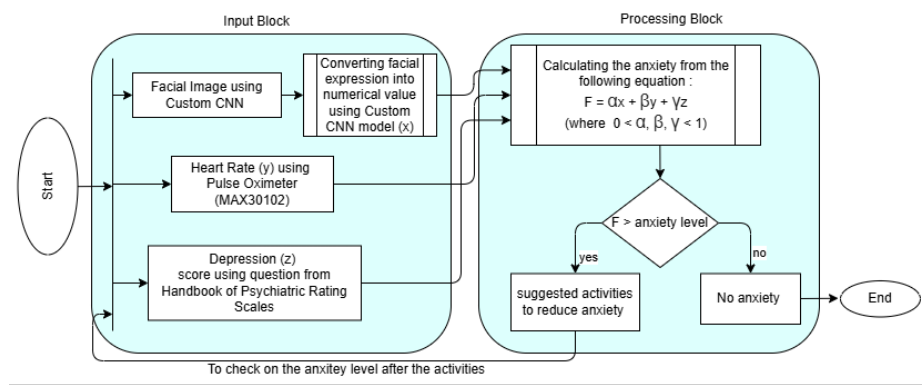 Input Block
Processing Block
Start
Facial Image using
Custom CNN
Converting facial
expression into
numerical value
using Custom
CNN model (x)
Heart Rate (y) using
Pulse Oximeter
(MAX30102)
Depression (z)
score using question from
Handbook of Psychiatric Rating
Scales
Calculating the anxiety from the
following equation :
F = αx + βy + γz
(where 0 < α, β, γ < 1)
F > anxiety level
yes
no
suggested activities
to reduce anxiety
No anxiety
End
To check on the anxitey level after the activities